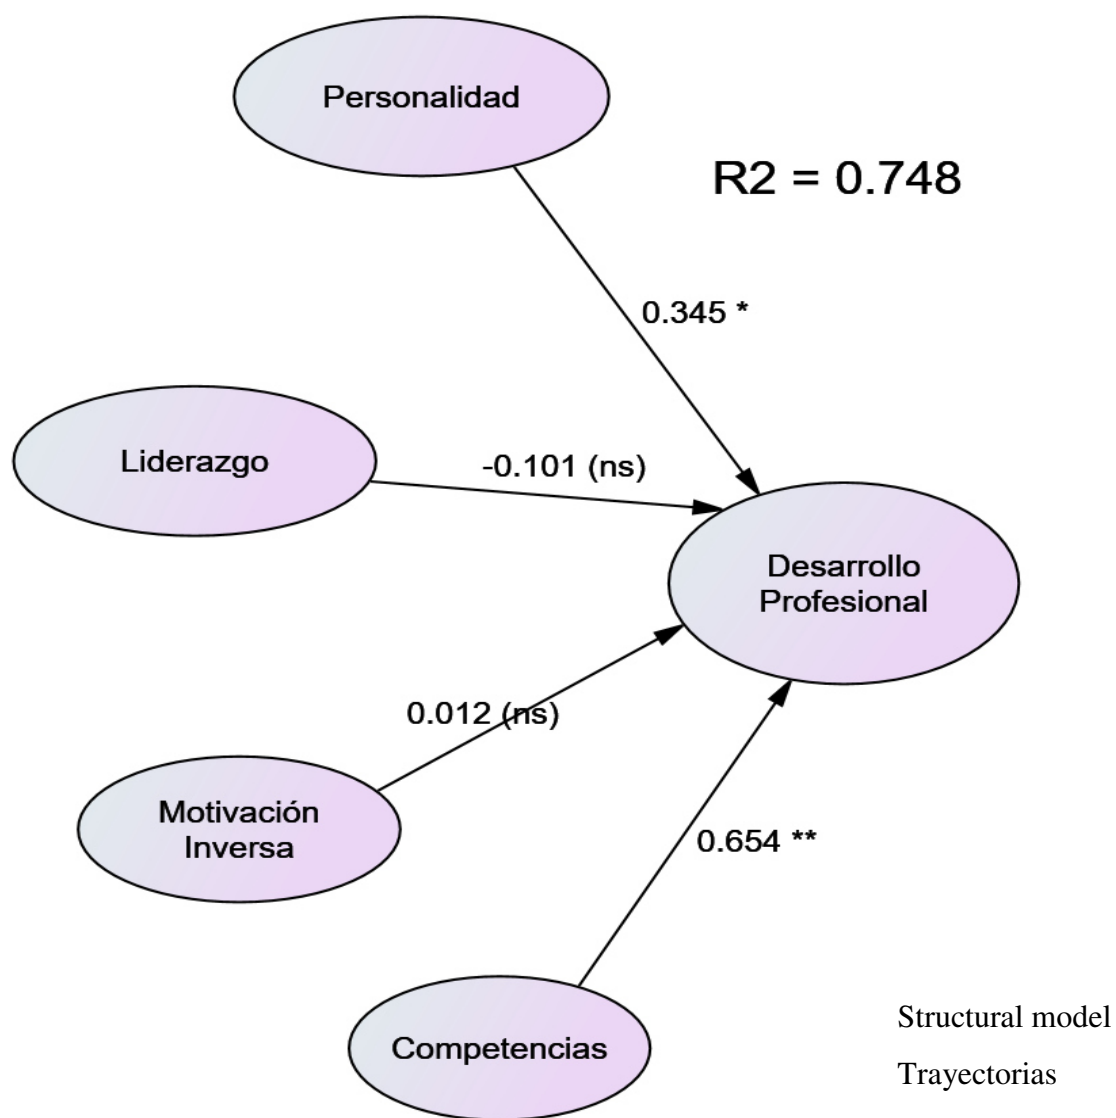 Personalidad
R2 = 0.748
0.345 *
Liderazgo
-0.101 (ns)
Desarrollo
Profesional
0.012 (ns)
Motivación
Inversa
0.654 **
Competencias
Structural model
Trayectorias